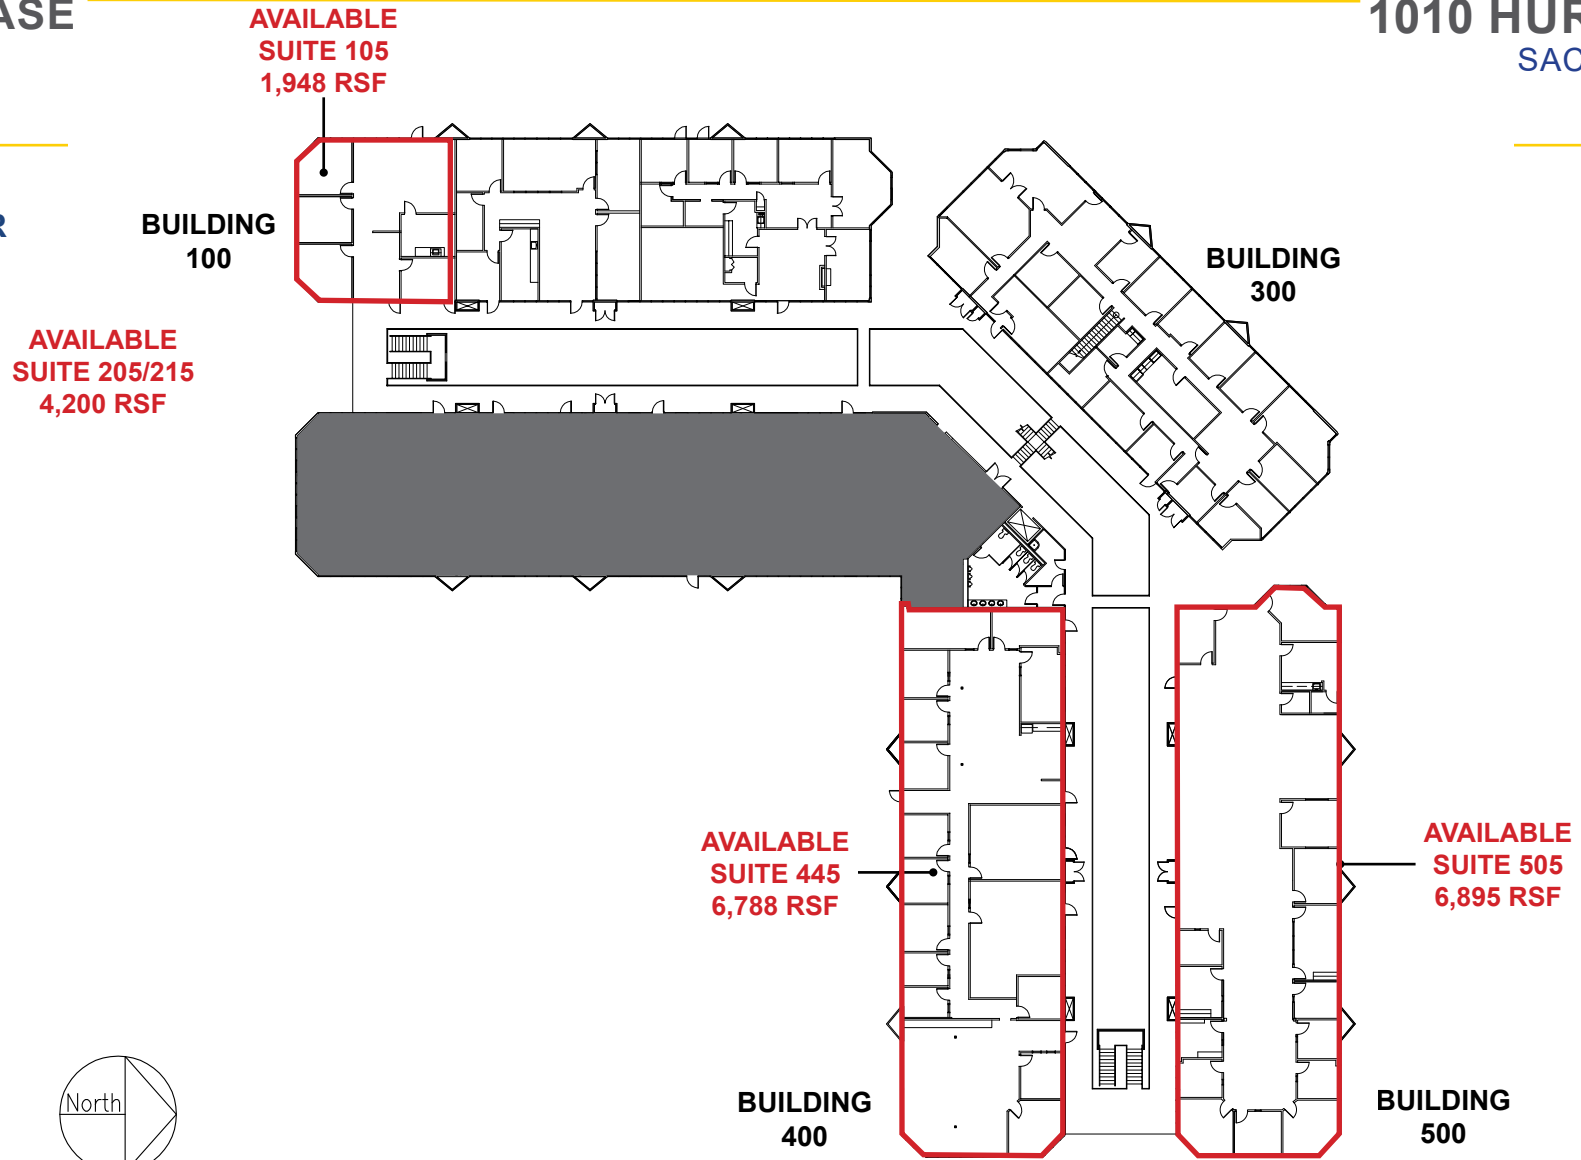 ASE
1010 HUR
SAC
AVAILABLE
SUITE 105
1,948 RSF
R
BUILDING
100
BUILDING
300
AVAILABLE
SUITE 205/215
4,200 RSF
AVAILABLE
SUITE 445
6,788 RSF
AVAILABLE
SUITE 505
6,895 RSF
North
BUILDING
400
BUILDING
500